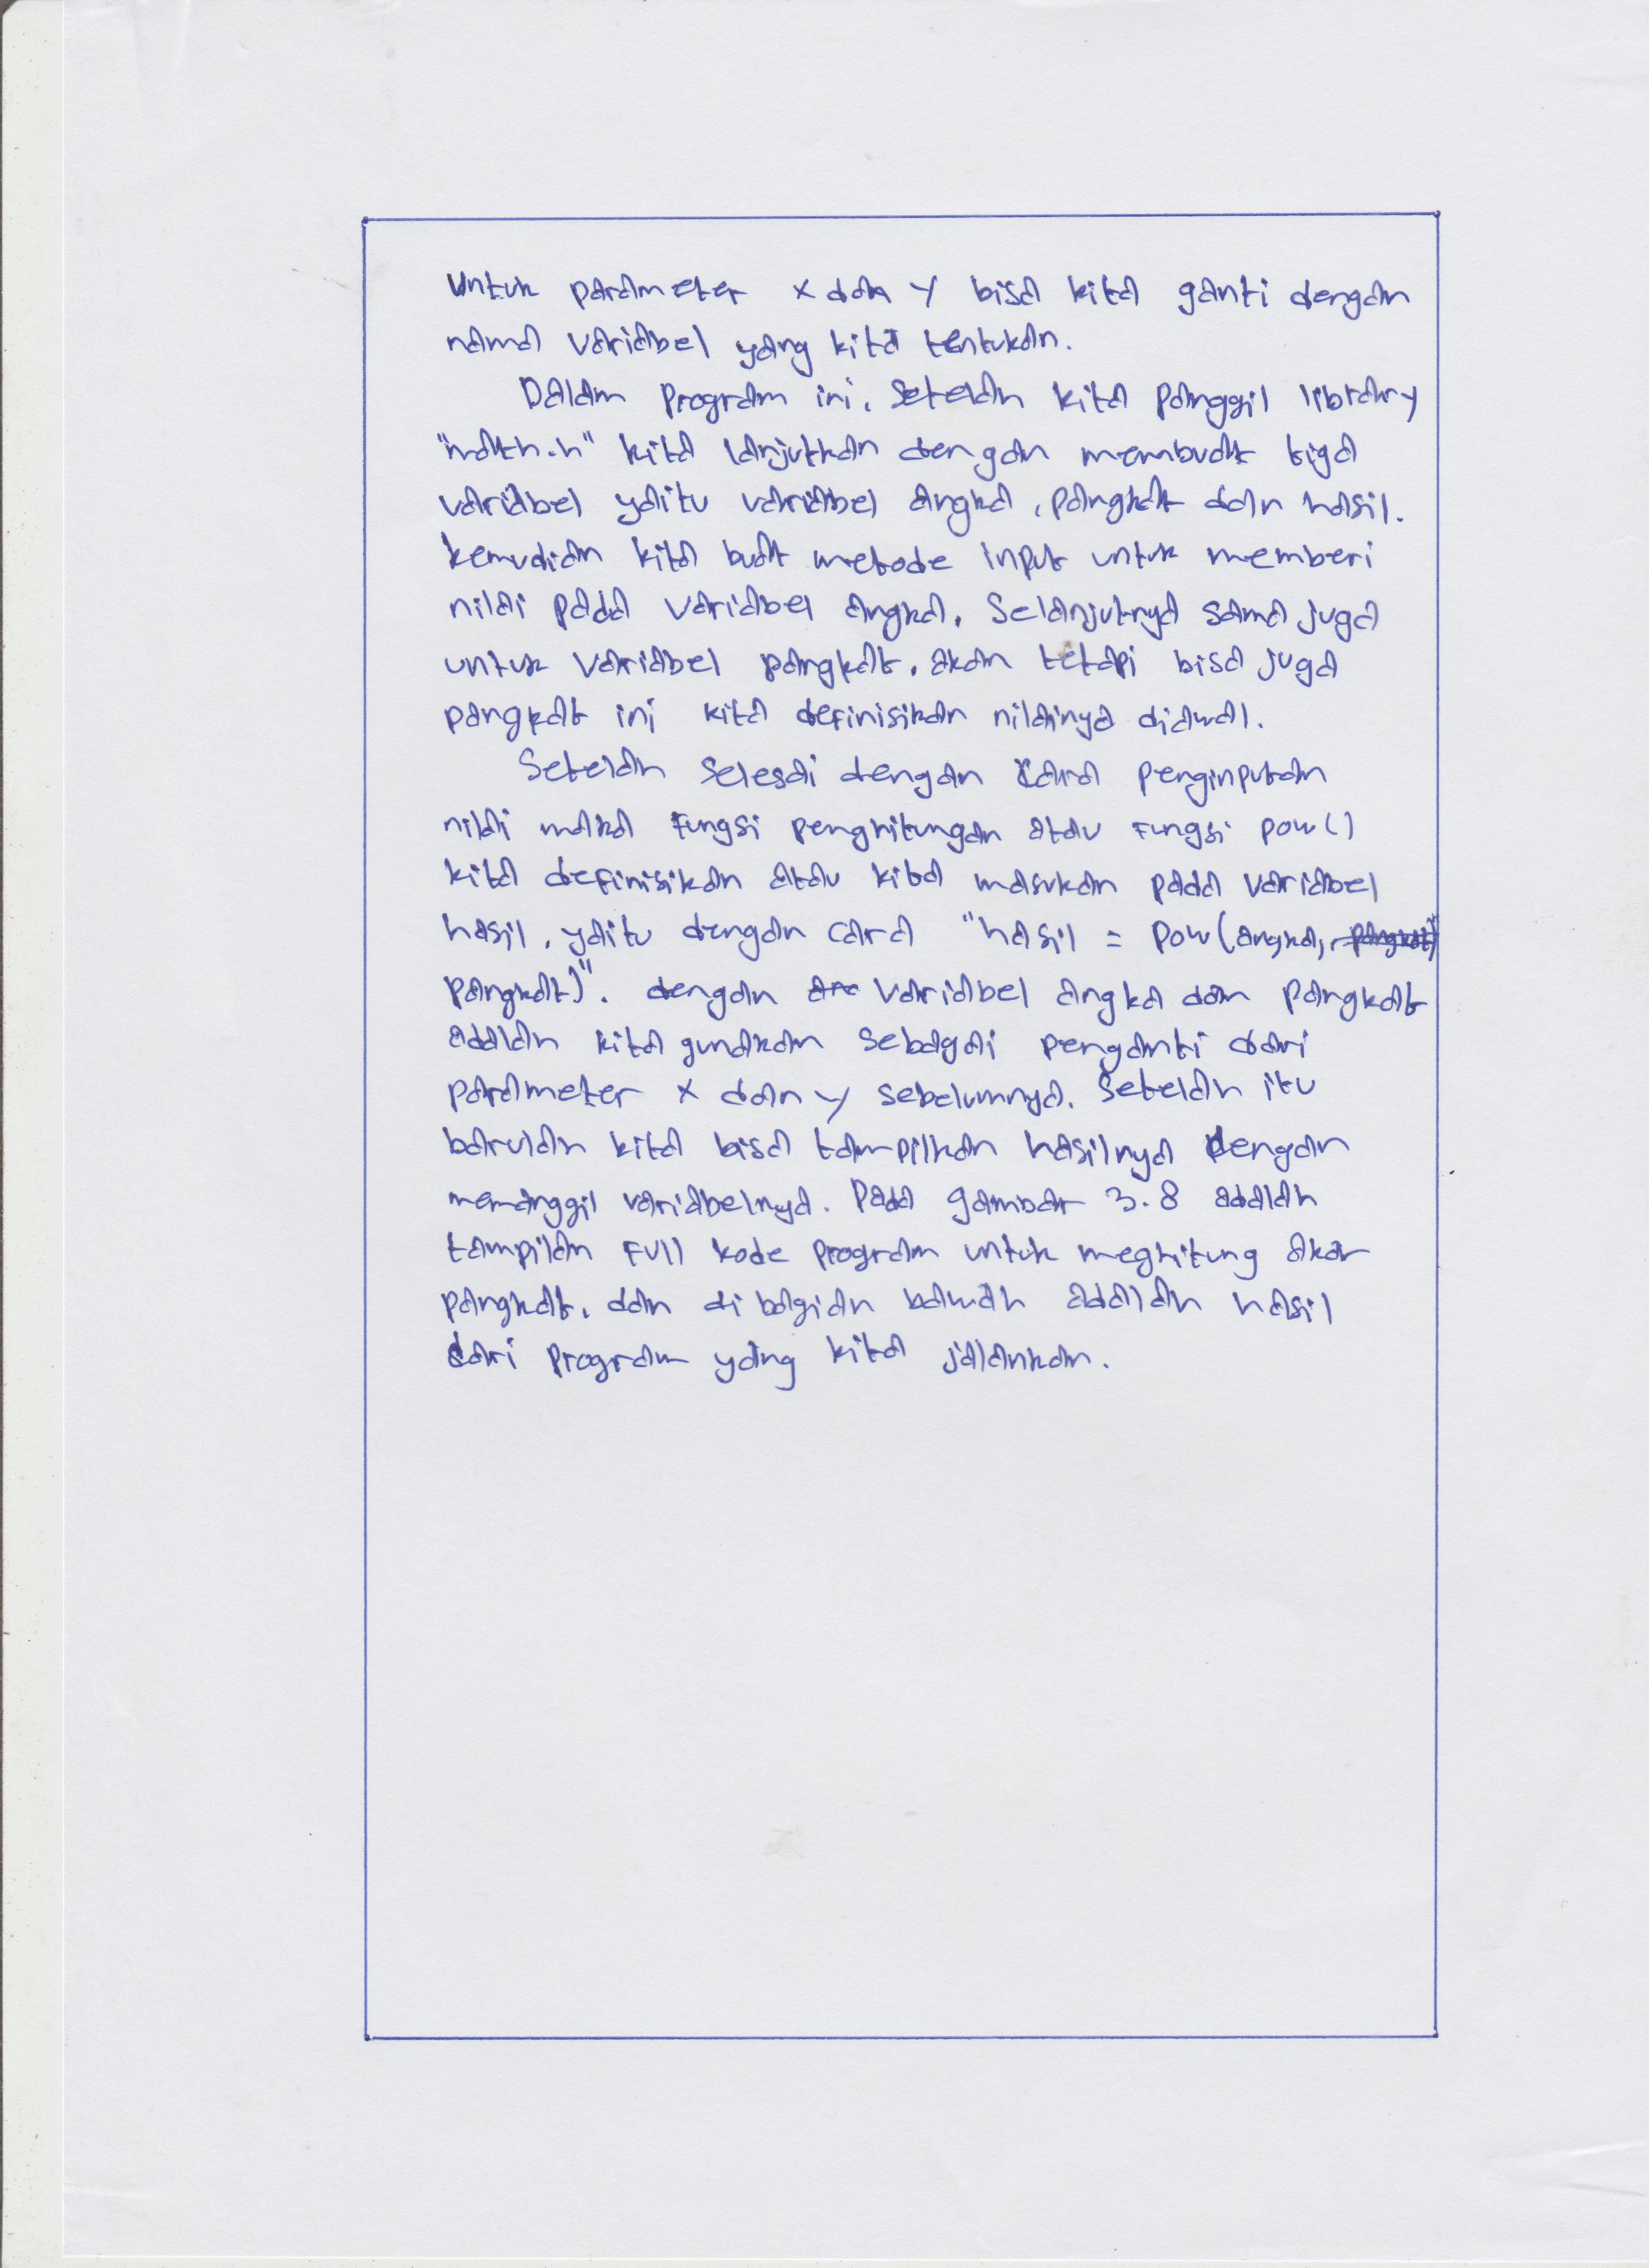 Untuk parameter x dan y bisa kita ganti dengan
nama variabel yang kita tentukan.
Dalam program ini, setelah kita panggil library
"math.h" kita lanjutkan dengan membuat tiga
variabel yaitu variabel angka, pangkat dan hasil.
kemudian kita buat metode input untuk memberi
nilai pada variabel angka. Selanjutnya sama juga
untuk variabel pangkat. akan tetapi bisa juga
pangkat ini kita definisikan nilainya diawal.
Setelah selesai dengan cara penginputan
nilai maka fungsi penghitungan atau fungsi pow()
kita definisikan atau kita masukan pada variabel
hasil, yaitu dengan cara "hasil = pow(angka,
pangkat)". dengan variabel angka dan pangkat
adalah kita gunakan sebagai penganti dari
parameter x dan y sebelumnya. Setelah itu
barulah kita bisa tampilkan hasilnya dengan
memanggil variabelnya. Pada gambar 3.8 adalah
tampilan full kode program untuk meghitung akar
pangkat. dan di bagian bawah adalah hasil
dari program yang kita jalankan.